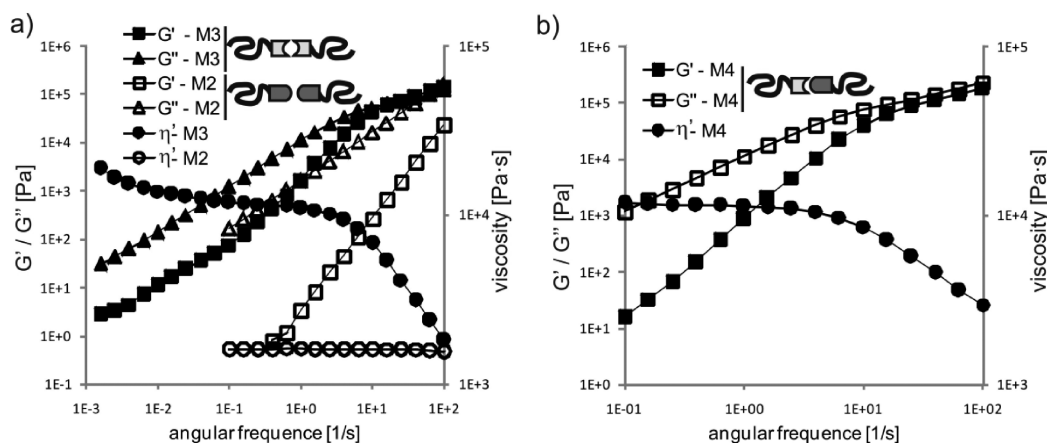 a)
G' - M3
G'' - M3
G' - M2
G'' - M2
η'- M3
η'- M2
1E+6
1E+5
1E+4
1E+3
1E+2
1E+1
1E+0
1E-1
G' / G'' [Pa]
1E+5
1E+4
1E+3
viscosity [Pa·s]
1E-3
1E-2
1E-1
1E+0
1E+1
1E+2
angular frequence [1/s]
b)
G' - M4
G'' - M4
η'- M4
1E+6
1E+5
1E+4
1E+3
1E+2
1E+1
1E+0
G' / G'' [Pa]
1E+5
1E+4
1E+3
viscosity [Pa·s]
1E-01
1E+00
1E+01
1E+02
angular frequence [1/s]